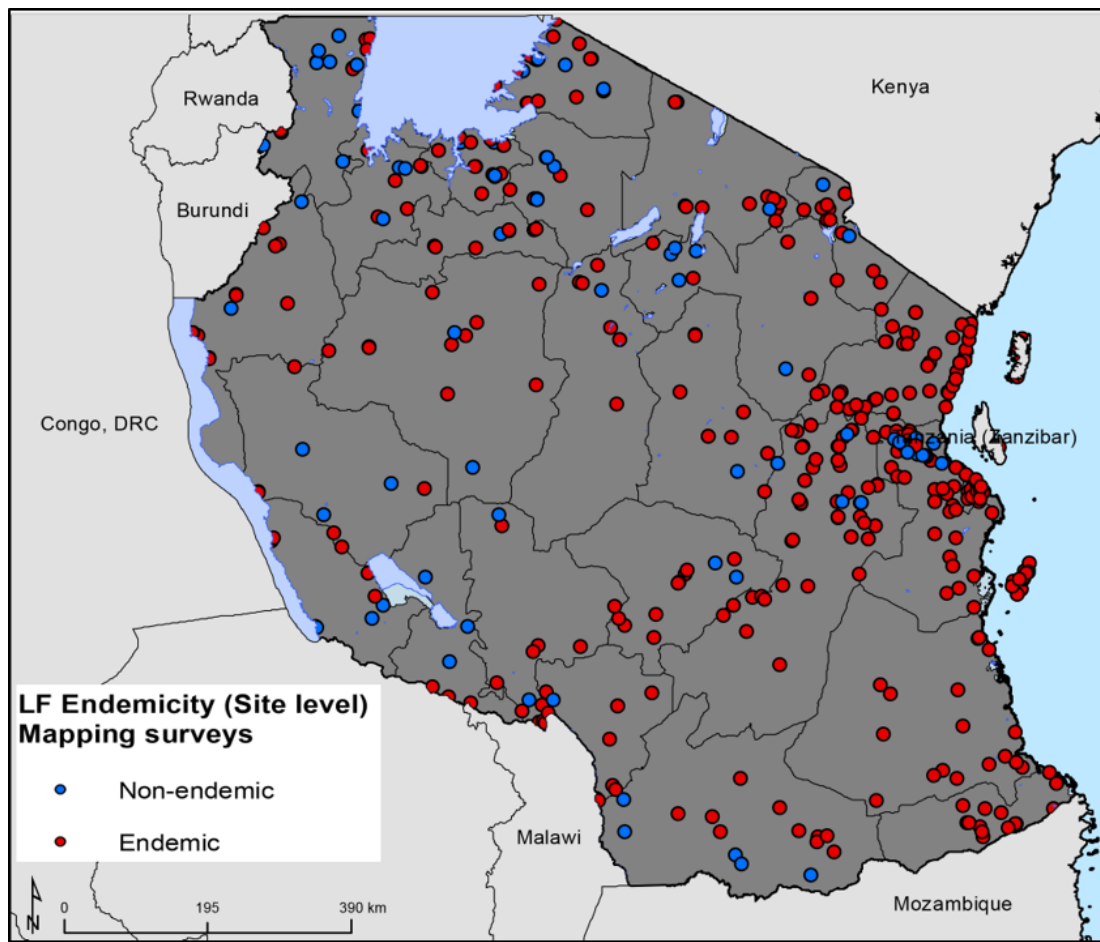 Kenya
Rwanda
Burundi
Congo, DRC
Tanzania (Zanzibar)
LF Endemicity (Site level)
Mapping surveys
Non-endemic
Endemic
Malawi
Mozambique
N
0 195 390 km